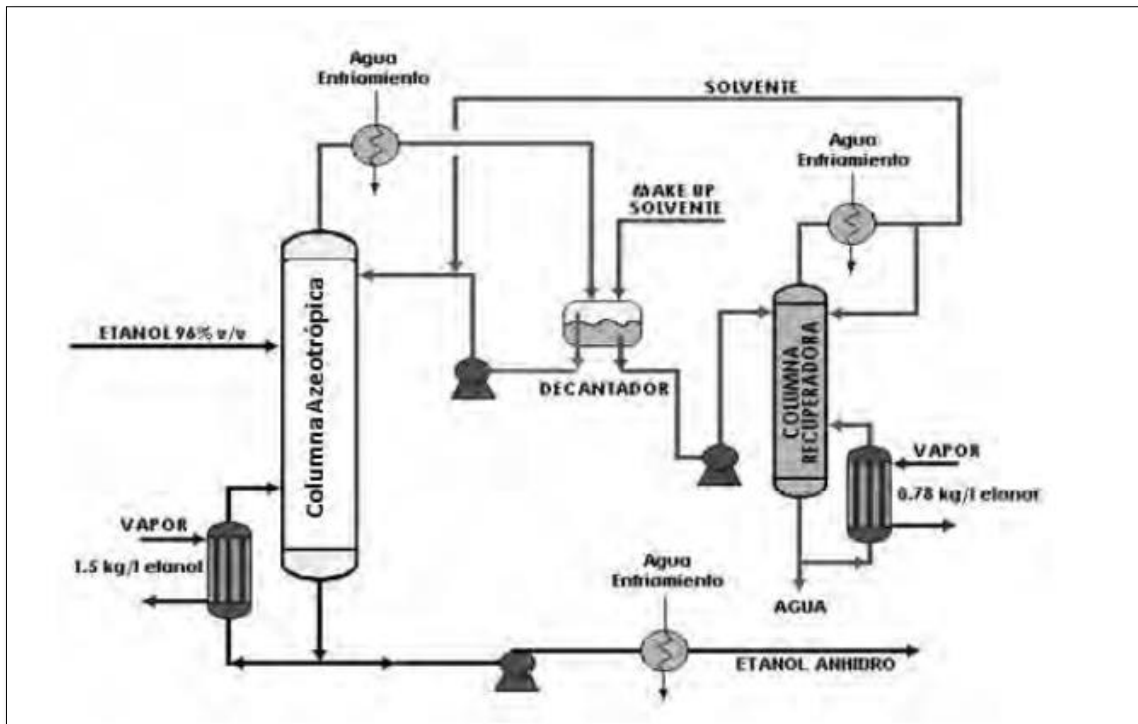 Agua
Enfriamiento
SOLVENTE
Agua
Enfriamiento
MAKE UP
SOLVENTE
ETANOL 96% v/v
Columna Azeotrópica
DECANTADOR
COLUMNA
RECUPERADORA
VAPOR
0.78 kg/l etanol
VAPOR
1.5 kg/l etanol
Agua
Enfriamiento
AGUA
ETANOL ANHIDRO